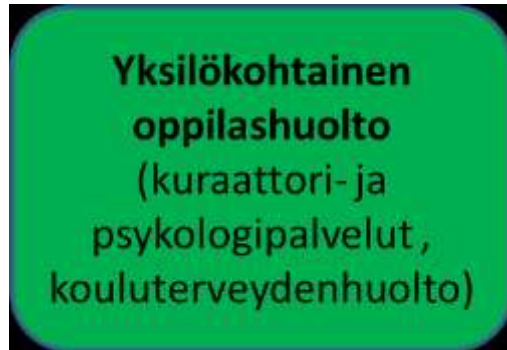 Yksilökohtainen
oppilashuolto
(kuraattori- ja
psykologipalvelut ,
kouluterveydenhuolto)